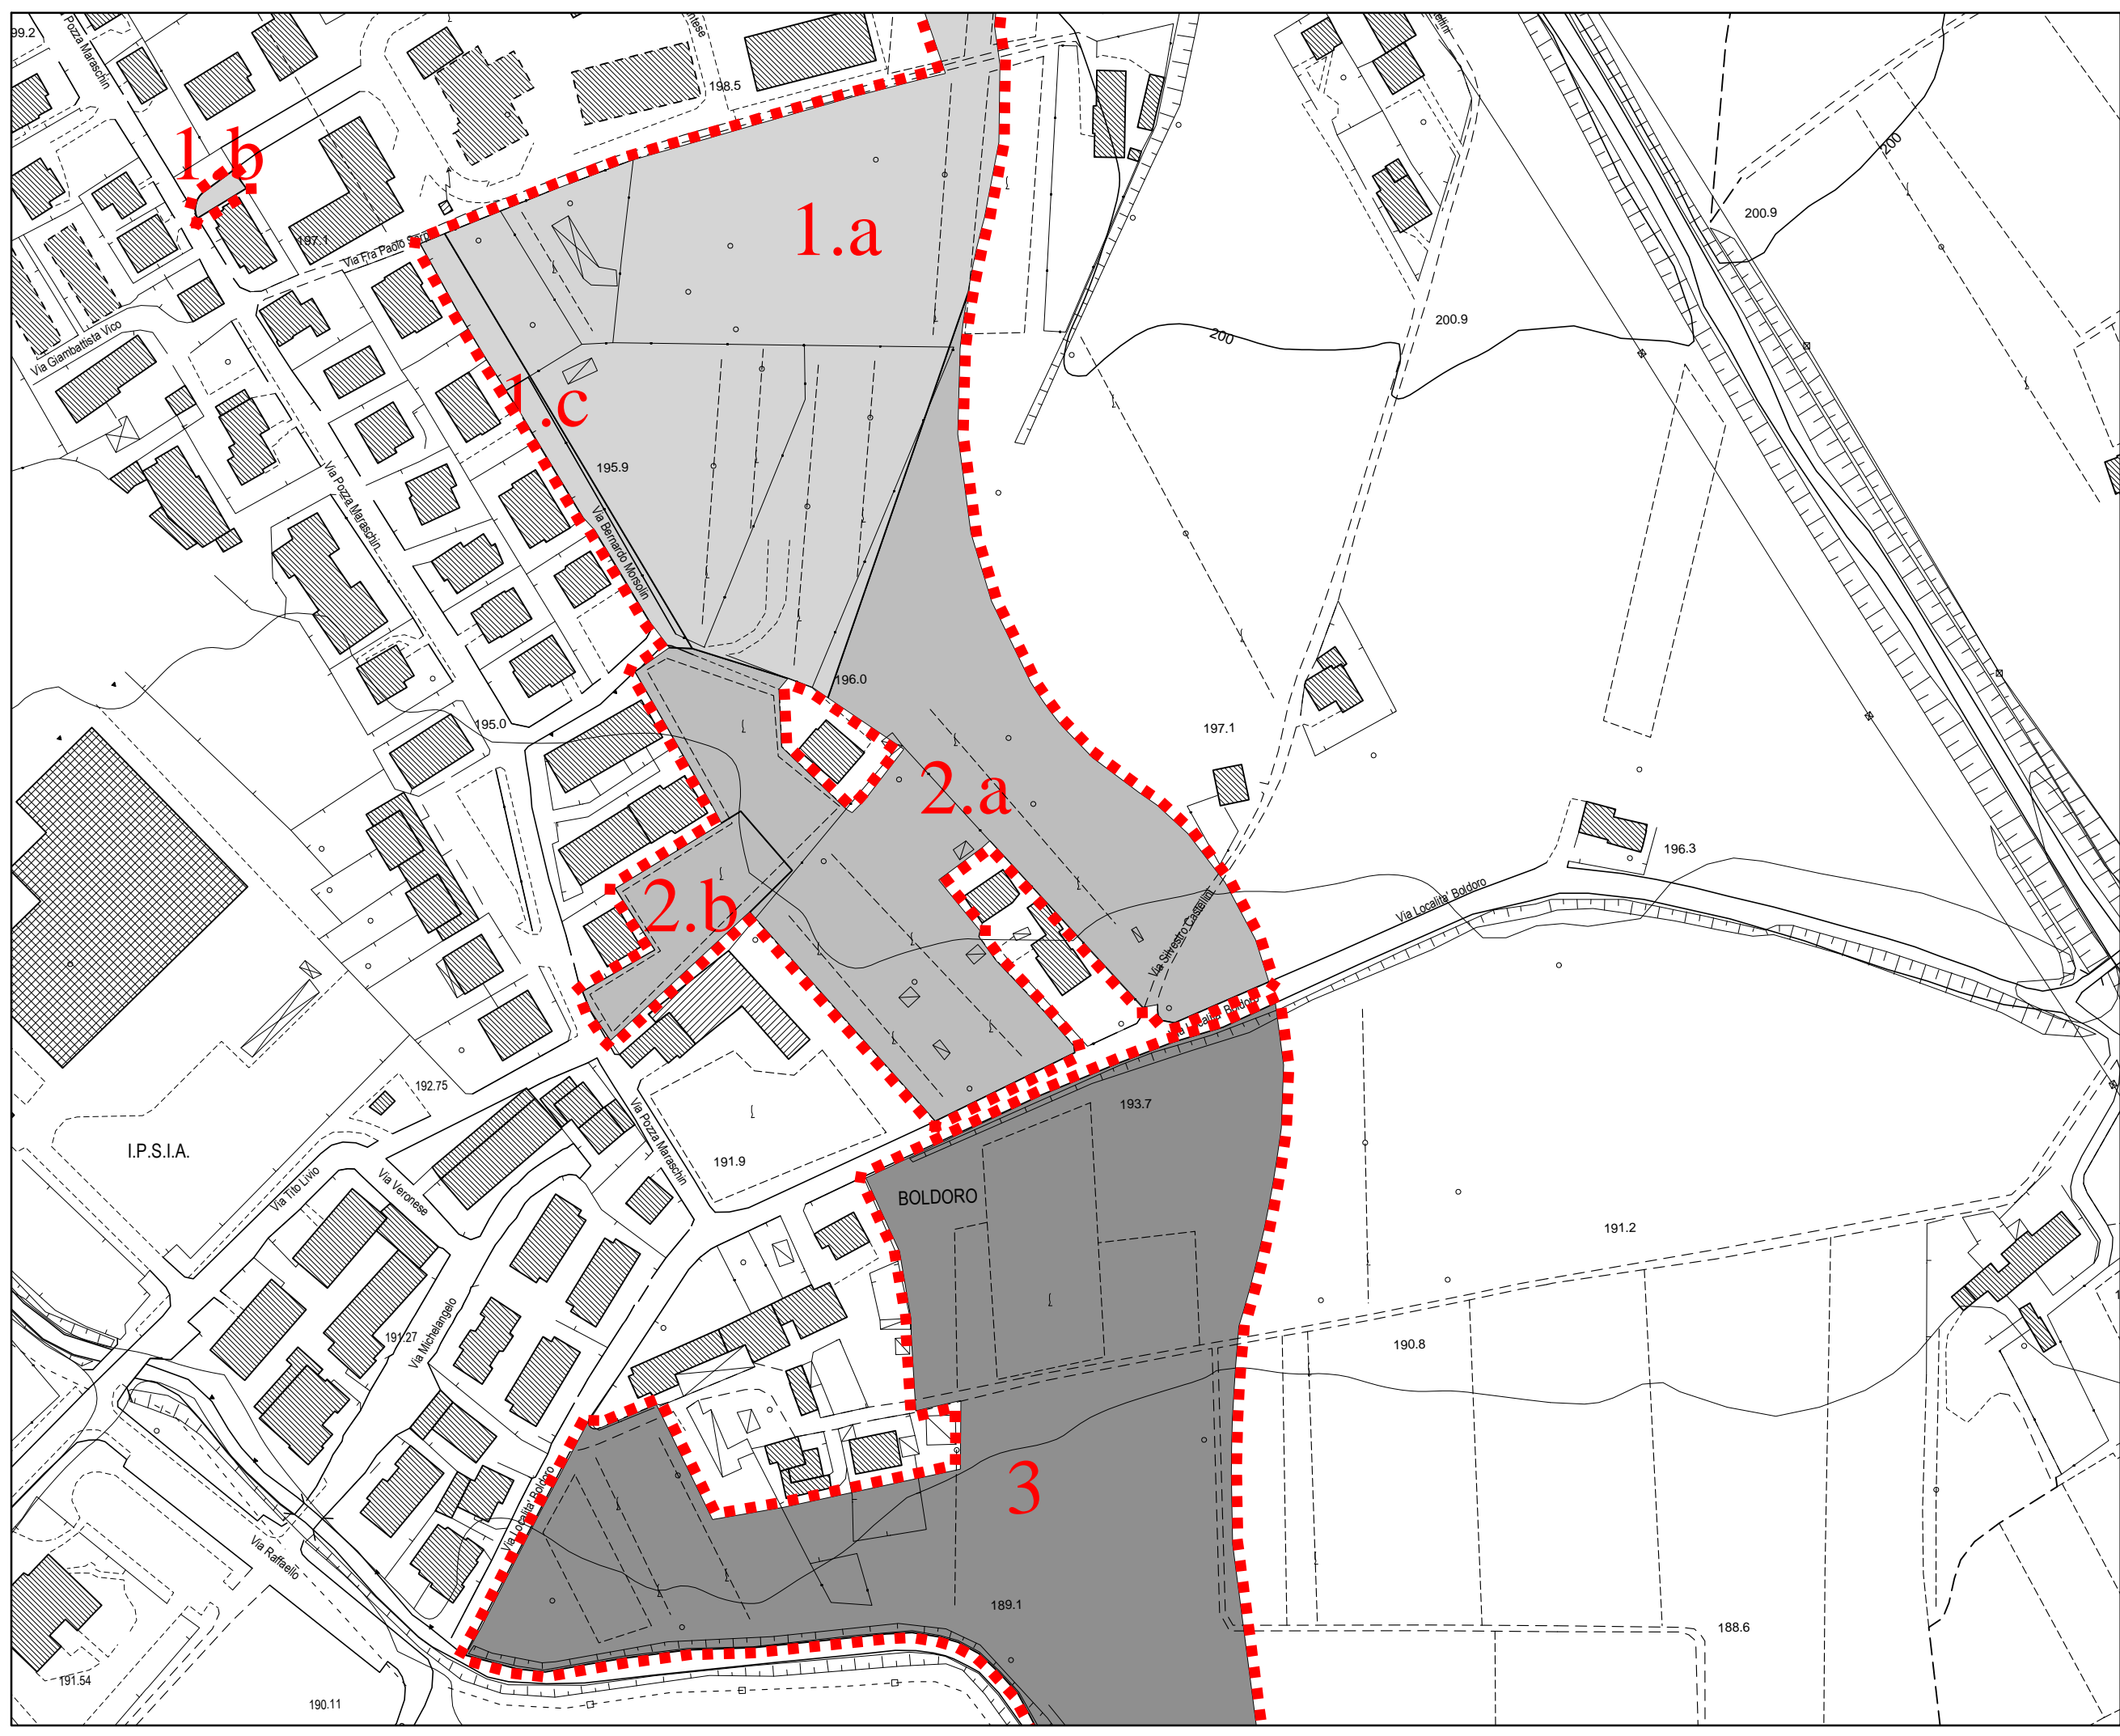 99.2
Pozza Maraschin
198.5
1.b
200
200.9
1.a
197.1
Via Fra Paolo Sarpi
Via Giambattista Vico
200
200.9
1.c
195.9
Via Pozza Maraschin
Via Bernardo Morsolin
196.0
195.0
197.1
2.a
196.3
2.b
Via Localita' Boldoro
Via Silvestro Castellini
Via Localita' Boldoro
192.75
193.7
Via Pozza Maraschin
I.P.S.I.A.
191.9
Via Tito Livio
Via Veronese
BOLDORO
191.2
191.27
Via Michelangelo
190.8
3
Via Localita' Boldoro
Via Raffaello
189.1
188.6
191.54
190.11